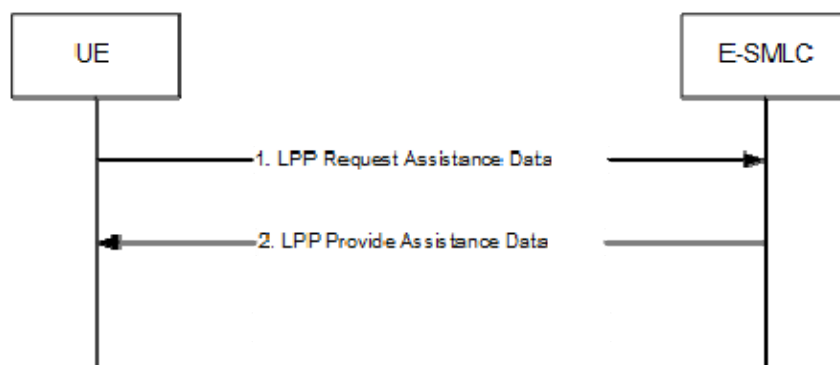 UE
E-SMLC
1. LPP Request Assistance Data
2. LPP Provide Assistance Data